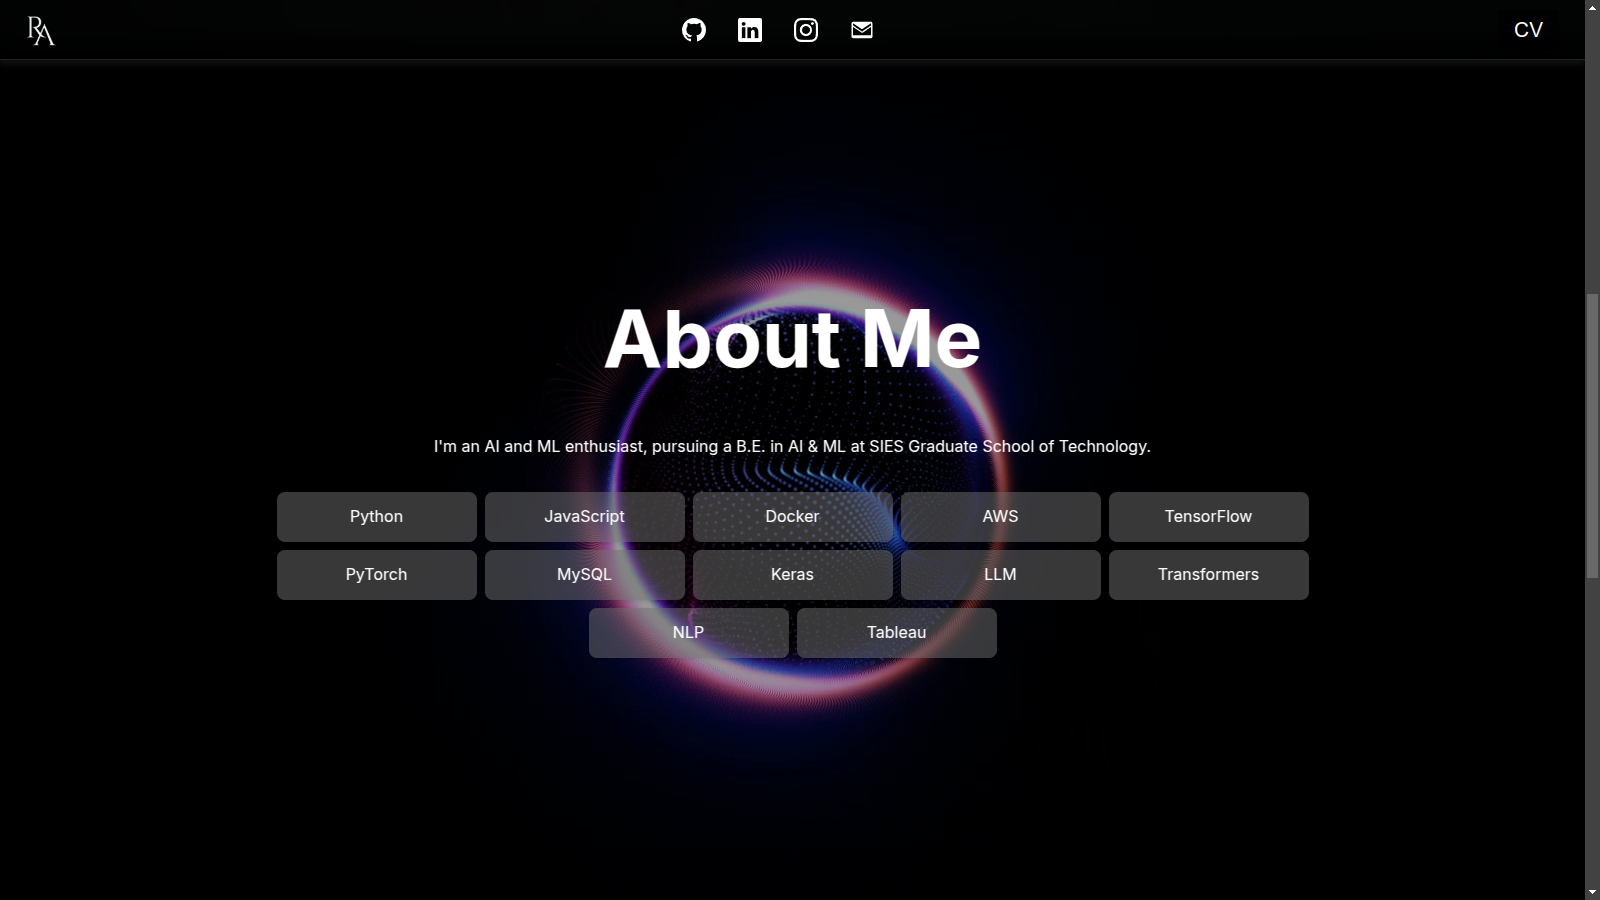 RA
CV
About Me
I'm an AI and ML enthusiast, pursuing a B.E. in AI & ML at SIES Graduate School of Technology.
Python JavaScript Docker AWS TensorFlow
PyTorch MySQL Keras LLM Transformers
NLP Tableau